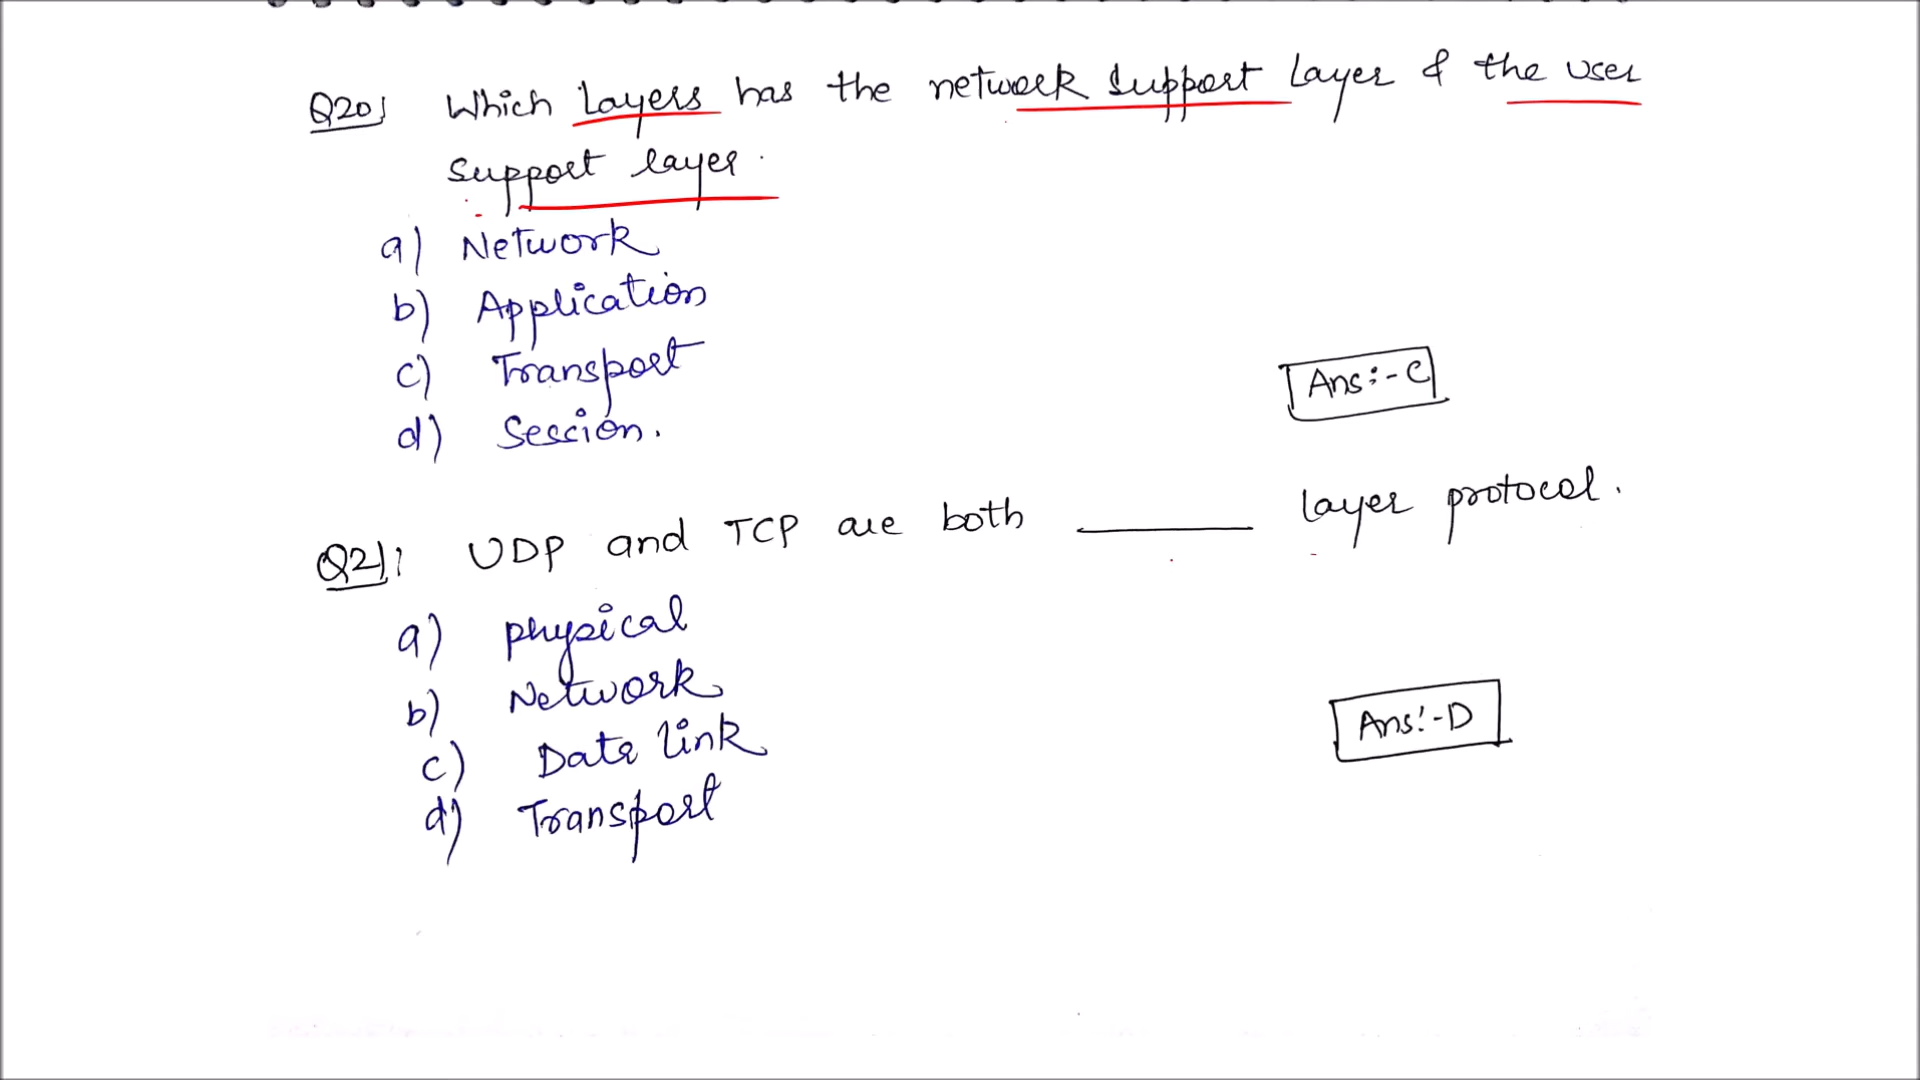 Q20) Which layers has the network support layer & the user
support layer.
a) Network
b) Application
c) Transport
Ans:- C
d) Session.
Q21: UDP and TCP are both ______ layer protocol.
a) physical
b) Network
Ans:- D
c) Data link
d) Transport